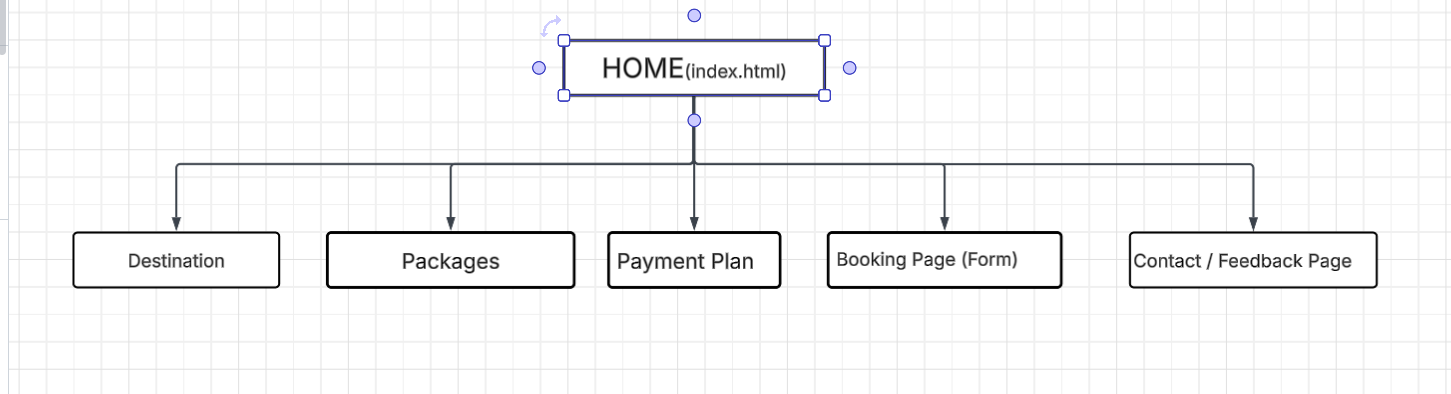 HOME(index.html)
Destination
Packages
Payment Plan
Booking Page (Form)
Contact / Feedback Page